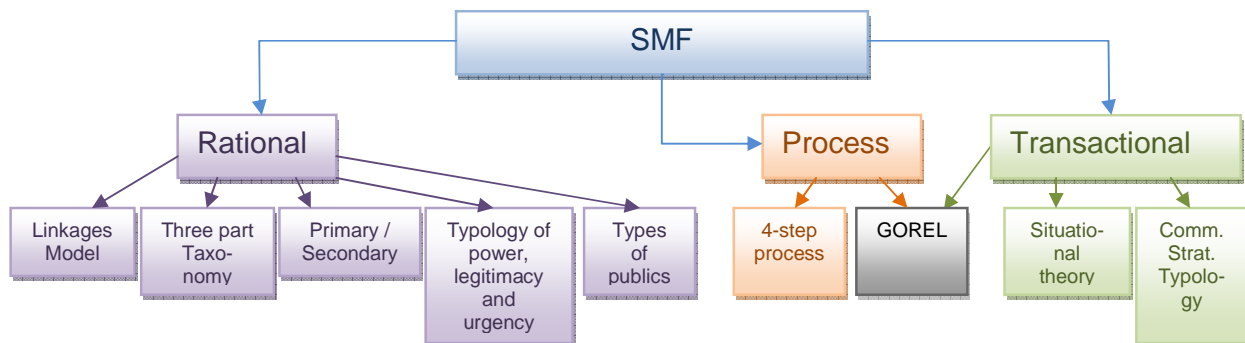 SMF
Rational
Process
Transactional
Linkages
Model
Three part
Taxo-
nomy
Primary /
Secondary
Typology of
power,
legitimacy
and
urgency
Types
of
publics
4-step
process
GOREL
Situatio-
nal
theory
Comm.
Strat.
Typolo-
gy